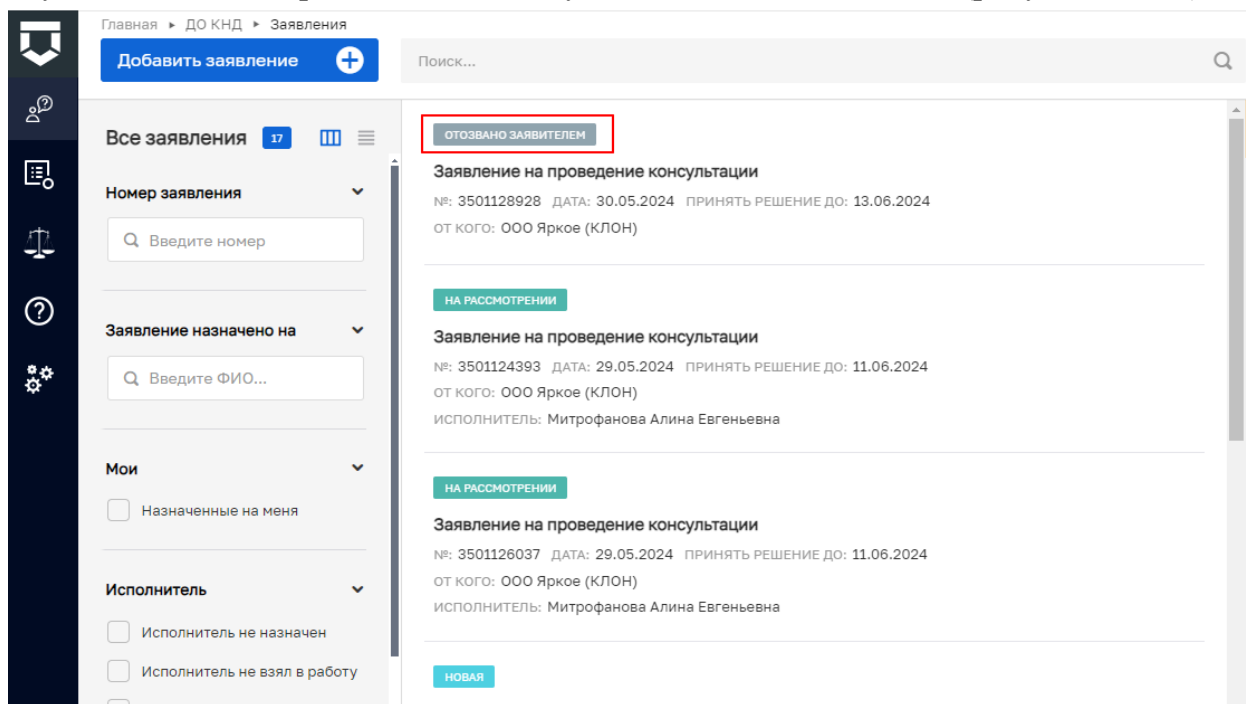 Главная ▸ ДО КНД ▸ Заявления
Добавить заявление
Поиск...
Все заявления 17
Номер заявления
Введите номер
Заявление назначено на
Введите ФИО...
Мои
Назначенные на меня
Исполнитель
Исполнитель не назначен
Исполнитель не взял в работу
ОТОЗВАНО ЗАЯВИТЕЛЕМ
Заявление на проведение консультации
№: 3501128928 ДАТА: 30.05.2024 ПРИНЯТЬ РЕШЕНИЕ ДО: 13.06.2024
ОТ КОГО: ООО Яркое (КЛОН)
НА РАССМОТРЕНИИ
Заявление на проведение консультации
№: 3501124393 ДАТА: 29.05.2024 ПРИНЯТЬ РЕШЕНИЕ ДО: 11.06.2024
ОТ КОГО: ООО Яркое (КЛОН)
ИСПОЛНИТЕЛЬ: Митрофанова Алина Евгеньевна
НА РАССМОТРЕНИИ
Заявление на проведение консультации
№: 3501126037 ДАТА: 29.05.2024 ПРИНЯТЬ РЕШЕНИЕ ДО: 11.06.2024
ОТ КОГО: ООО Яркое (КЛОН)
ИСПОЛНИТЕЛЬ: Митрофанова Алина Евгеньевна
НОВАЯ